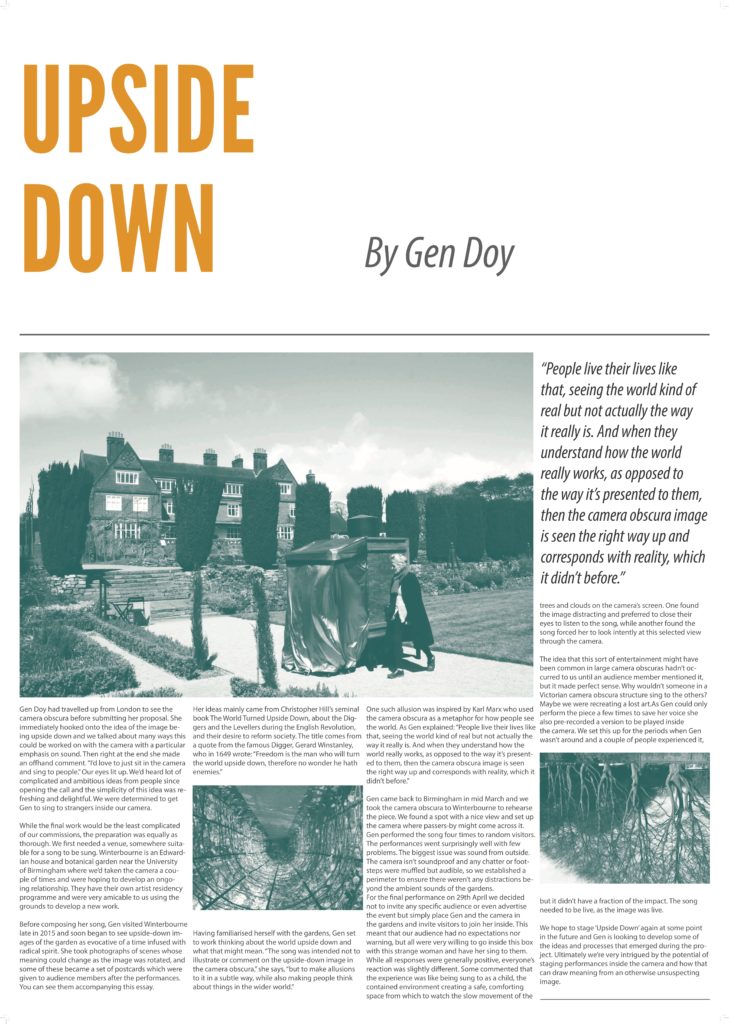 UPSIDE
DOWN
By Gen Doy
“People live their lives like
that, seeing the world kind of
real but not actually the way
it really is. And when they
understand how the world
really works, as opposed to
the way it’s presented to them,
then the camera obscura image
is seen the right way up and
corresponds with reality, which
it didn’t before.”
Gen Doy had travelled up from London to see the
camera obscura before submitting her proposal. She
immediately hooked onto the idea of the image be-
ing upside down and we talked about many ways this
could be worked on with the camera with a particular
emphasis on sound. Then right at the end she made
an offhand comment. “I’d love to just sit in the camera
and sing to people.” Our eyes lit up. We’d heard lot of
complicated and ambitious ideas from people since
opening the call and the simplicity of this idea was re-
freshing and delightful. We were determined to get
Gen to sing to strangers inside our camera.
While the final work would be the least complicated
of our commissions, the preparation was equally as
thorough. We first needed a venue, somewhere suita-
ble for a song to be sung. Winterbourne is an Edward-
ian house and botanical garden near the University
of Birmingham where we’d taken the camera a cou-
ple of times and were hoping to develop an ongo-
ing relationship. They have their own artist residency
programme and were very amicable to us using the
grounds to develop a new work.
Before composing her song, Gen visited Winterbourne
late in 2015 and soon began to see upside-down im-
ages of the garden as evocative of a time infused with
radical spirit. She took photographs of scenes whose
meaning could change as the image was rotated, and
some of these became a set of postcards which were
given to audience members after the performances.
You can see them accompanying this essay.
Her ideas mainly came from Christopher Hill’s seminal
book The World Turned Upside Down, about the Dig-
gers and the Levellers during the English Revolution,
and their desire to reform society. The title comes from
a quote from the famous Digger, Gerard Winstanley,
who in 1649 wrote: “Freedom is the man who will turn
the world upside down, therefore no wonder he hath
enemies.”
Having familiarised herself with the gardens, Gen set
to work thinking about the world upside down and
what that might mean. “The song was intended not to
illustrate or comment on the upside-down image in
the camera obscura,” she says, “but to make allusions
to it in a subtle way, while also making people think
about things in the wider world.”
One such allusion was inspired by Karl Marx who used
the camera obscura as a metaphor for how people see
the world. As Gen explained: “People live their lives like
that, seeing the world kind of real but not actually the
way it really is. And when they understand how the
world really works, as opposed to the way it’s present-
ed to them, then the camera obscura image is seen
the right way up and corresponds with reality, which it
didn’t before.”
Gen came back to Birmingham in mid March and we
took the camera obscura to Winterbourne to rehearse
the piece. We found a spot with a nice view and set up
the camera where passers-by might come across it.
Gen performed the song four times to random visitors.
The performances went surprisingly well with few
problems. The biggest issue was sound from outside.
The camera isn’t soundproof and any chatter or foot-
steps were muffled but audible, so we established a
perimeter to ensure there weren’t any distractions be-
yond the ambient sounds of the gardens.
For the final performance on 29th April we decided
not to invite any specific audience or even advertise
the event but simply place Gen and the camera in
the gardens and invite visitors to join her inside. This
meant that our audience had no expectations nor
warning, but all were very willing to go inside this box
with this strange woman and have her sing to them.
While all responses were generally positive, everyone’s
reaction was slightly different. Some commented that
the experience was like being sung to as a child, the
contained environment creating a safe, comforting
space from which to watch the slow movement of the
trees and clouds on the camera’s screen. One found
the image distracting and preferred to close their
eyes to listen to the song, while another found the
song forced her to look intently at this selected view
through the camera.
The idea that this sort of entertainment might have
been common in large camera obscuras hadn’t oc-
curred to us until an audience member mentioned it,
but it made perfect sense. Why wouldn’t someone in a
Victorian camera obscura structure sing to the others?
Maybe we were recreating a lost art.As Gen could only
perform the piece a few times to save her voice she
also pre-recorded a version to be played inside
the camera. We set this up for the periods when Gen
wasn’t around and a couple of people experienced it,
but it didn’t have a fraction of the impact. The song
needed to be live, as the image was live.
We hope to stage ‘Upside Down’ again at some point
in the future and Gen is looking to develop some of
the ideas and processes that emerged during the pro-
ject. Ultimately we’re very intrigued by the potential of
staging performances inside the camera and how that
can draw meaning from an otherwise unsuspecting
image.